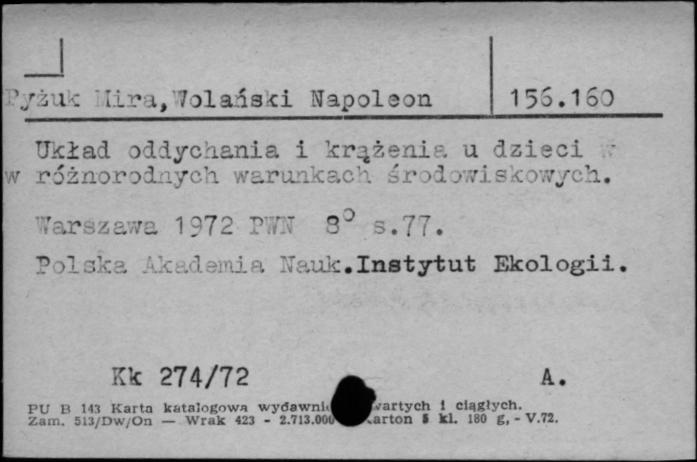 Pyżuk Mira,Wolański Napoleon 156.160
Układ oddychania i krążenia u dzieci w
w różnorodnych warunkach środowiskowych.
Warszawa 1972 PWN 8° s.77.
Polska Akademia Nauk.Instytut Ekologii.
Kk 274/72 A.
PU B 143 Karta katalogowa wydawni wartych i ciągłych.
Zam. 513/Dw/On — Wrak 423 - 2.713.000 karton 5 kl. 180 g, - V.72.